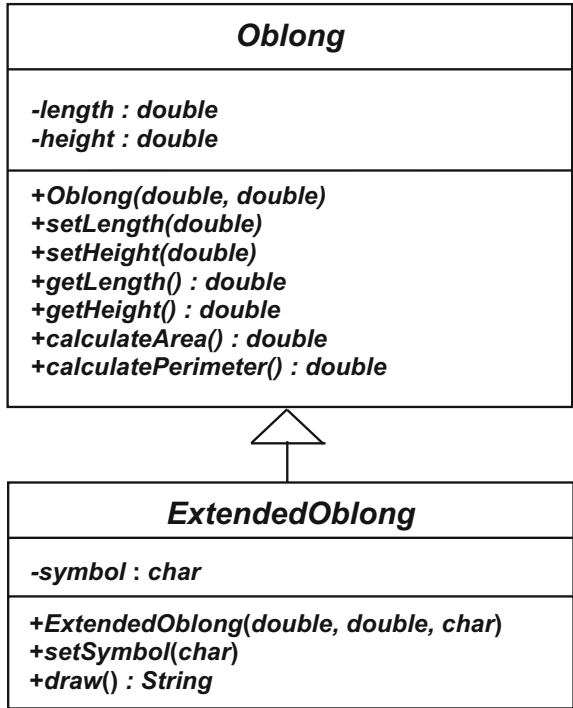 Oblong
-length : double
-height : double
+Oblong(double, double)
+setLength(double)
+setHeight(double)
+getLength() : double
+getHeight() : double
+calculateArea() : double
+calculatePerimeter() : double
ExtendedOblong
-symbol : char
+ExtendedOblong(double, double, char)
+setSymbol(char)
+draw() : String